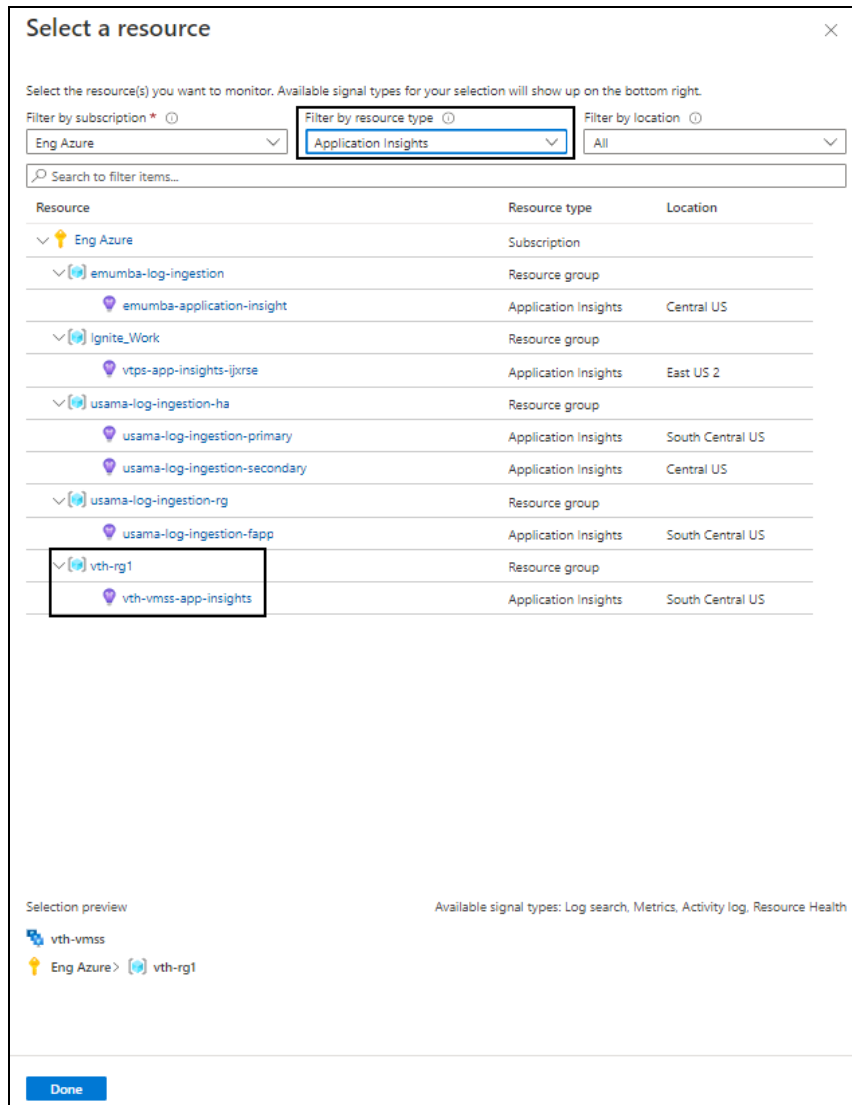 Select a resource
Select the resource(s) you want to monitor. Available signal types for your selection will show up on the bottom right.
Filter by subscription * Filter by resource type Filter by location
Eng Azure Application Insights All
Search to filter items...
Resource Resource type Location
Eng Azure Subscription
emumba-log-ingestion Resource group
emumba-application-insight Application Insights Central US
Ignite_Work Resource group
vtps-app-insights-ijxrse Application Insights East US 2
usama-log-ingestion-ha Resource group
usama-log-ingestion-primary Application Insights South Central US
usama-log-ingestion-secondary Application Insights Central US
usama-log-ingestion-rg Resource group
usama-log-ingestion-fapp Application Insights South Central US
vth-rg1 Resource group
vth-vmss-app-insights Application Insights South Central US
Selection preview Available signal types: Log search, Metrics, Activity log, Resource Health
vth-vmss
Eng Azure> vth-rg1
Done